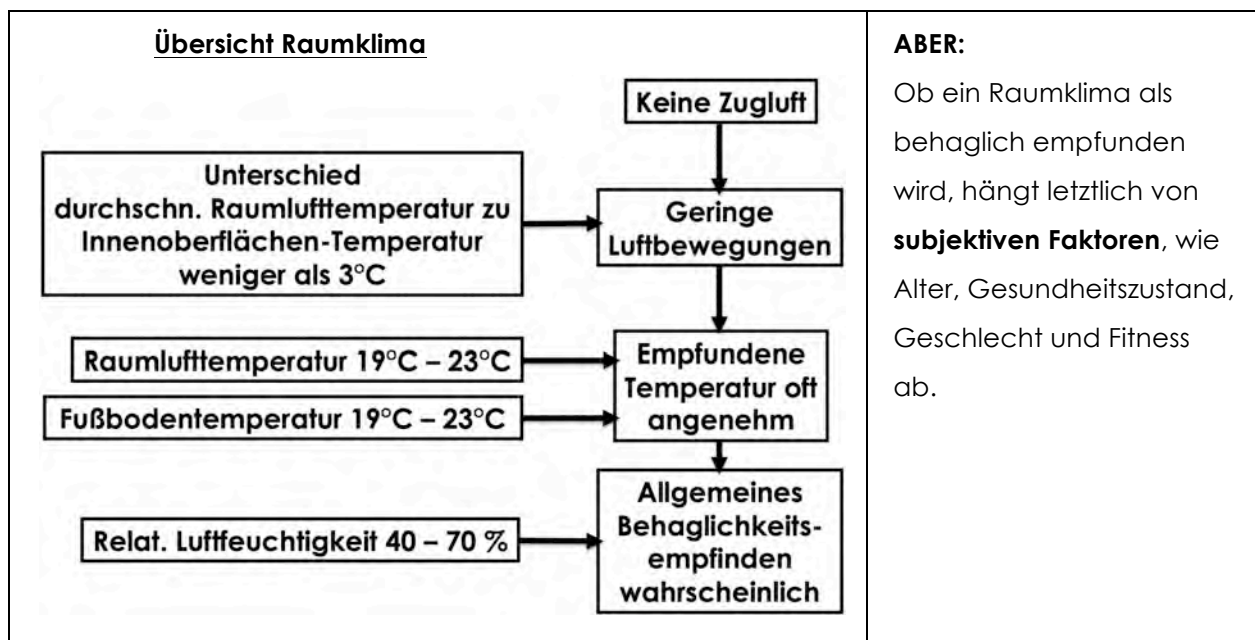 Übersicht Raumklima
Keine Zugluft
Unterschied
durchschn. Raumlufttemperatur zu
Innenoberflächen-Temperatur
weniger als 3°C
Geringe
Luftbewegungen
Raumlufttemperatur 19°C – 23°C
Fußbodentemperatur 19°C – 23°C
Empfundene
Temperatur oft
angenehm
Relat. Luftfeuchtigkeit 40 – 70 %
Allgemeines
Behaglichkeits-
empfinden
wahrscheinlich
ABER:
Ob ein Raumklima als
behaglich empfunden
wird, hängt letztlich von
subjektiven Faktoren, wie
Alter, Gesundheitszustand,
Geschlecht und Fitness
ab.